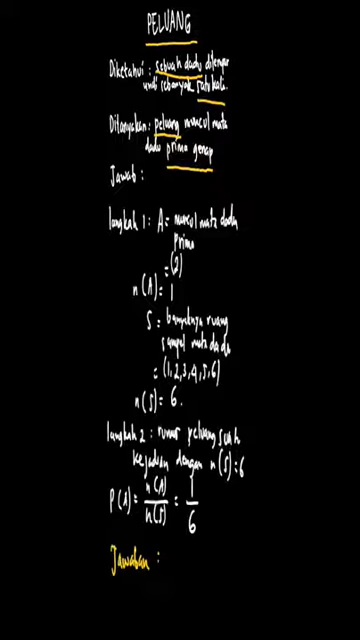 PELUANG
Diketahui : sebuah dadu dilempar
undi sebanyak satu kali.
Ditanyakan : peluang muncul mata
dadu prima genap
Jawab :
langkah 1 : A = muncul mata dadu
prima
= (2)
n (A) = 1
S = banyaknya ruang
sampel mata dadu
= (1, 2, 3, 4, 5, 6)
n (S) = 6.
langkah 2 : rumus peluang suatu
kejadian dengan n (S) = 6
P (A) = n (A) / n (S) = 1 / 6
Jawaban :